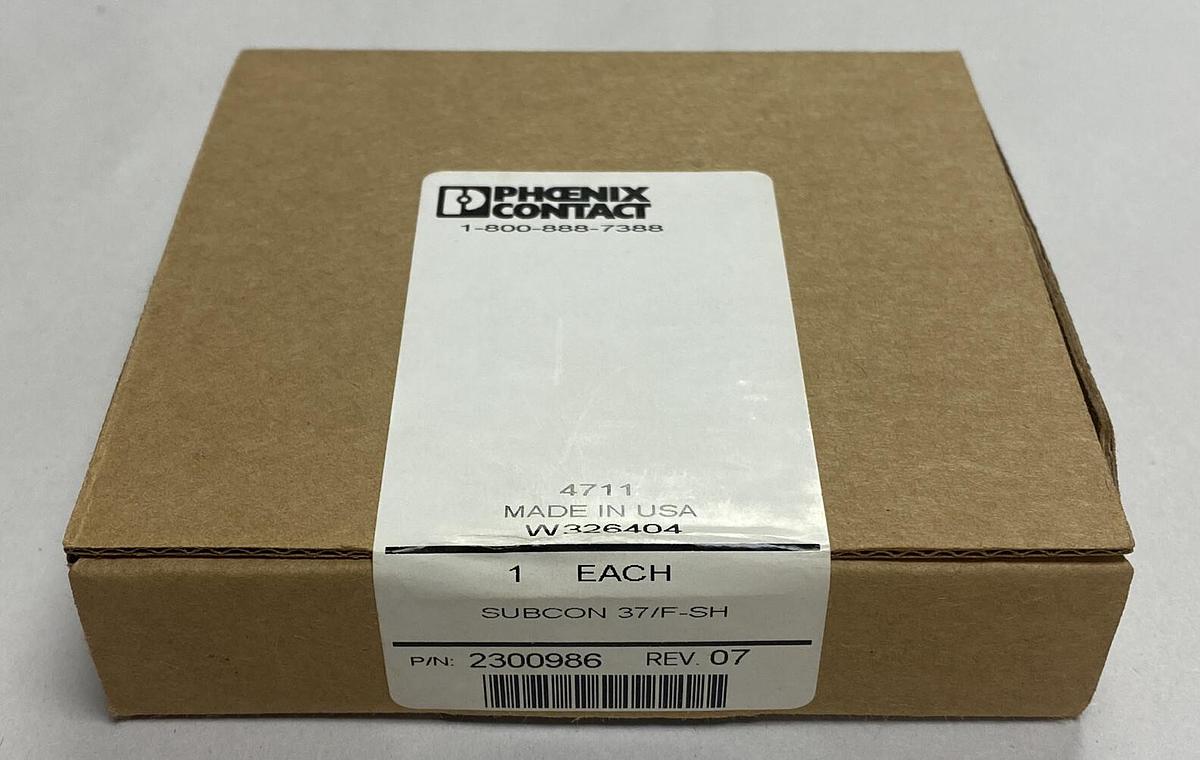 PHŒNIX
CONTACT
1-800-888-7388
4711
MADE IN USA
W326404
1 EACH
SUBCON 37/F-SH
P/N: 2300986 REV. 07